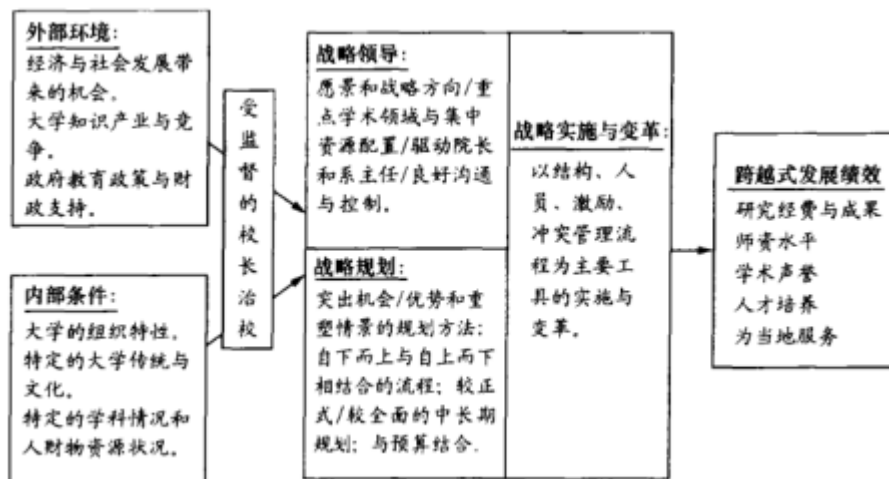 外部环境:
经济与社会发展带
来的机会。
大学知识产业与竞
争。
政府教育政策与财
政支持。
内部条件:
大学的组织特性。
特定的大学传统与
文化。
特定的学科情况和
人财物资源状况。
受
监
督
的
校
长
治
校
战略领导:
愿景和战略方向/重
点学术领域与集中
资源配置/驱动院长
和系主任/良好沟通
与控制。
战略规划:
突出机会/优势和重
塑情景的规划方法;
自下而上与自上而下
相结合的流程; 较正
式/较全面的中长期
规划; 与预算结合.
战略实施与变革:
以结构、人
员、激励、
冲突管理流
程为主要工
具的实施与
变革。
跨越式发展绩效
研究经费与成果
师资水平
学术声誉
人才培养
为当地服务